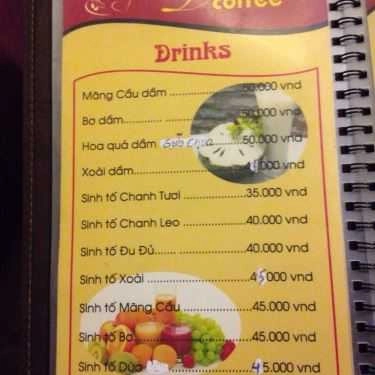 coffee
Drinks
Mãng Cầu dầm ................50.000 vnd
Bơ dầm........... ................50.000 vnd
Hoa quả dầm sữa chua.......50.000 vnd
Xoài dầm.......................... .000 vnd
Sinh tố Chanh Tươi ............35.000 vnd
Sinh tố Chanh Leo .............40.000 vnd
Sinh tố Đu Đủ......................40.000 vnd
Sinh tố Xoài .......................45.000 vnd
Sinh tố Mãng Cầu ..............45.000 vnd
Sinh tố Bơ..........................45.000 vnd
Sinh tố Dừa ...................45.000 vnd